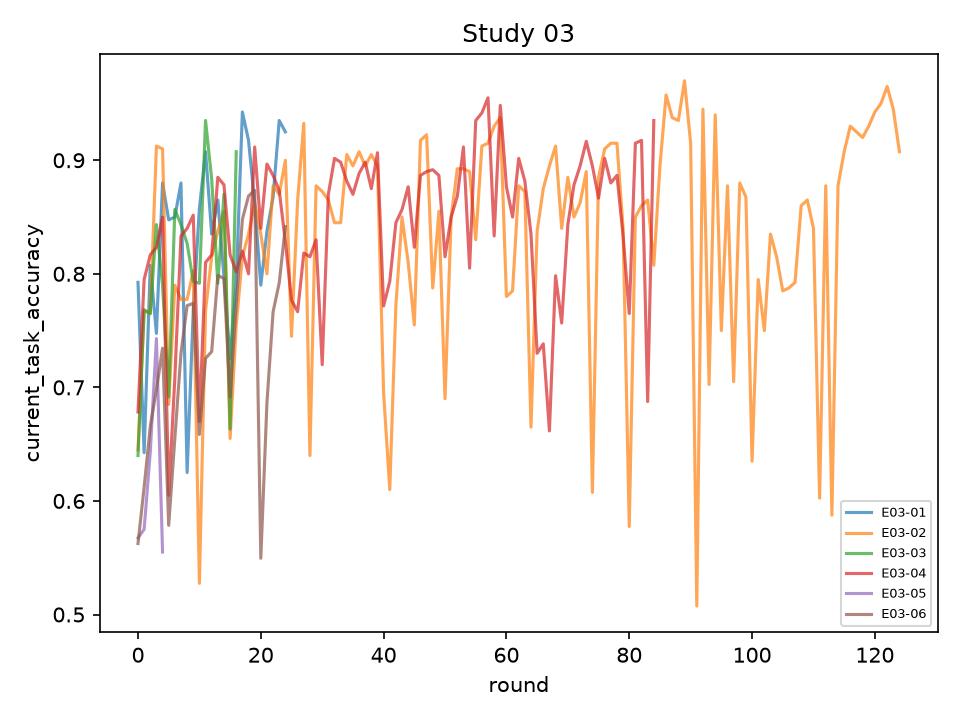 Study 03
current_task_accuracy
0.9
0.8
0.7
0.6
0.5
E03-01
E03-02
E03-03
E03-04
E03-05
E03-06
0 20 40 60 80 100 120
round